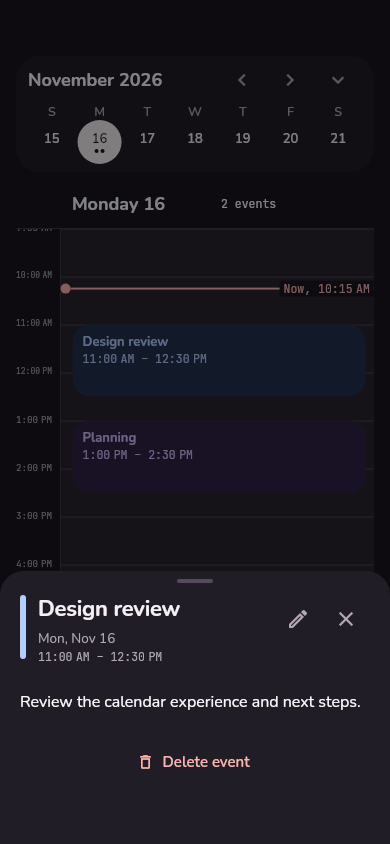 November 2026
S M T W T F S
15 16 17 18 19 20 21
Monday 16 2 events
10:00 AM
Now, 10:15 AM
11:00 AM
Design review
11:00 AM – 12:30 PM
12:00 PM
1:00 PM
Planning
1:00 PM – 2:30 PM
2:00 PM
3:00 PM
4:00 PM
Design review
Mon, Nov 16
11:00 AM – 12:30 PM
Review the calendar experience and next steps.
Delete event